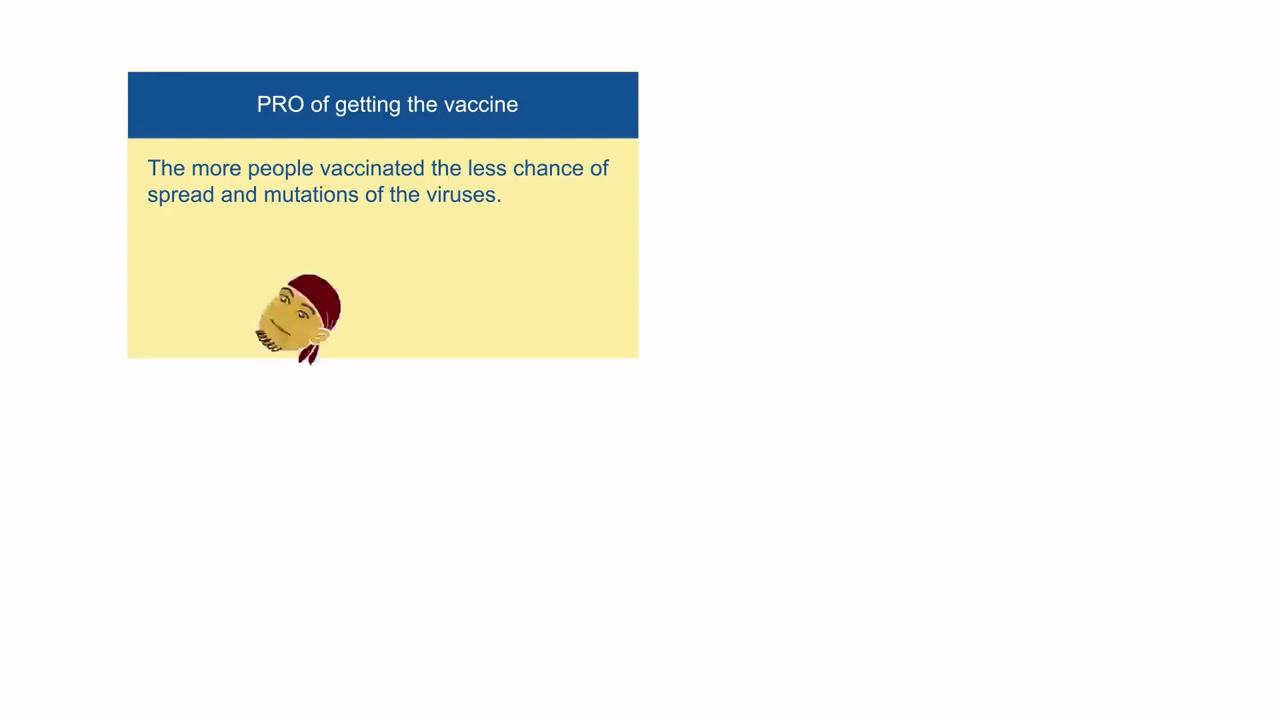 PRO of getting the vaccine
The more people vaccinated the less chance of
spread and mutations of the viruses.